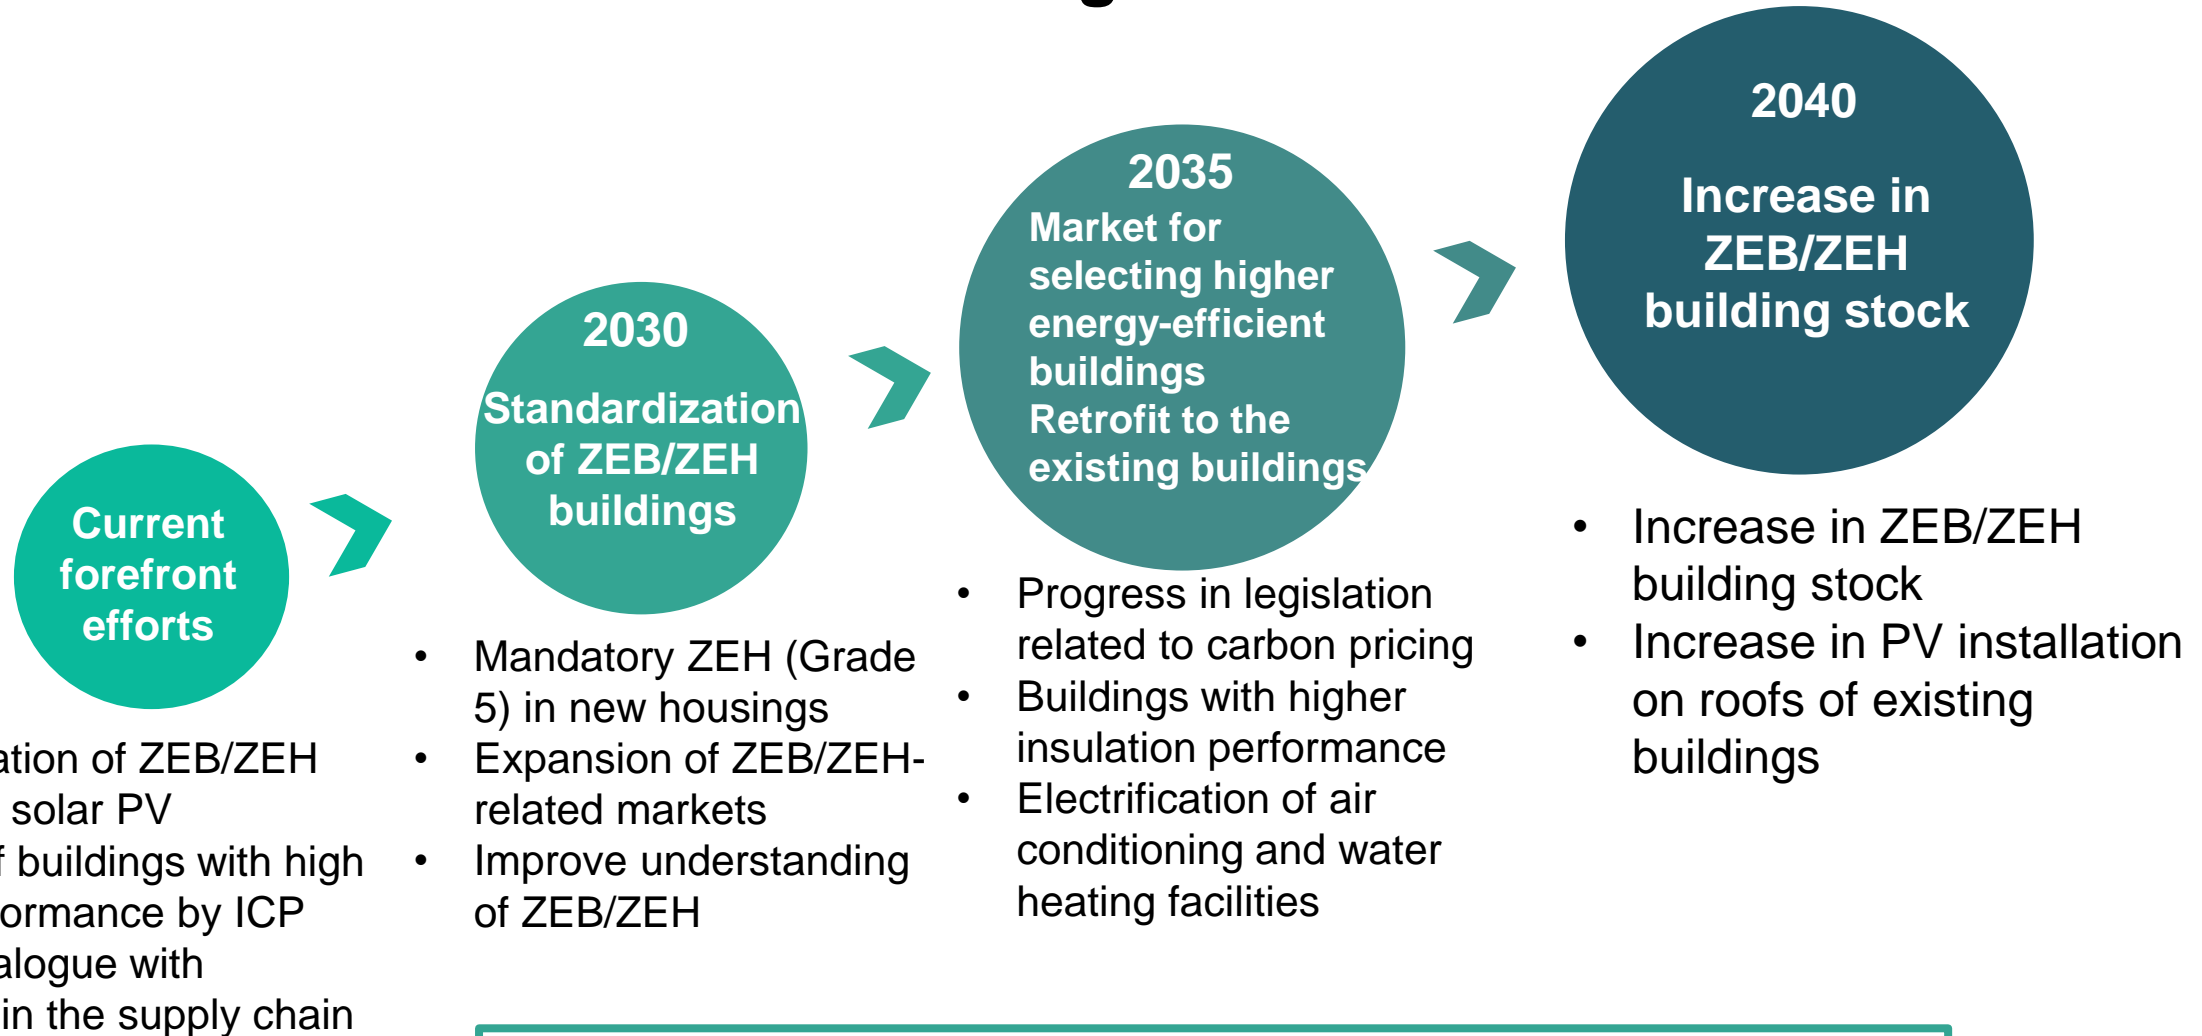 Current
forefront
efforts
of ZEB/ZEH
solar PV
buildings with high
by ICP
with
in the supply chain
2030
Standardization
of ZEB/ZEH
buildings
• Mandatory ZEH (Grade
5) in new housings
• Expansion of ZEB/ZEH-
related markets
• Improve understanding
of ZEB/ZEH
2035
Market for
selecting higher
energy-efficient
buildings
Retrofit to the
existing buildings
• Progress in legislation
related to carbon pricing
• Buildings with higher
insulation performance
• Electrification of air
conditioning and water
heating facilities
2040
Increase in
ZEB/ZEH
building stock
• Increase in ZEB/ZEH
building stock
• Increase in PV installation
on roofs of existing
buildings